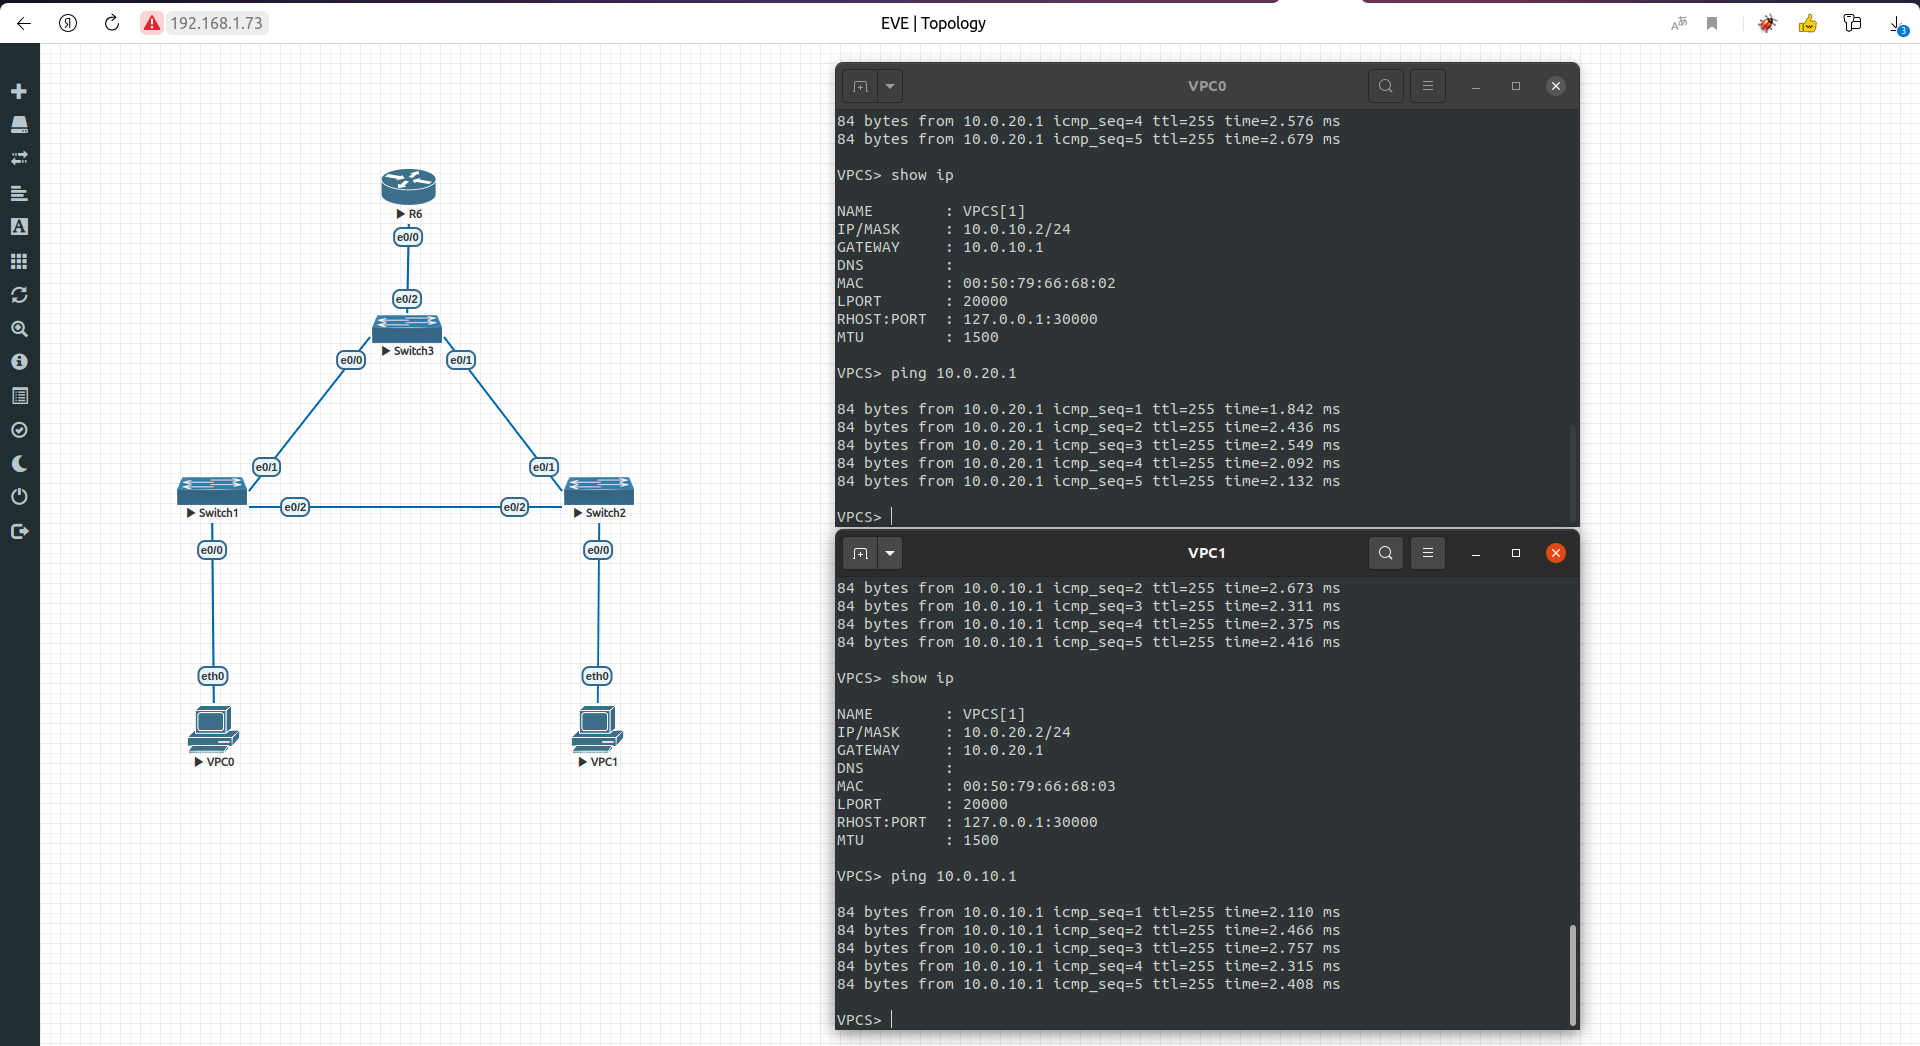 192.168.1.73
EVE | Topology
3
R6
e0/0
e0/2
Switch3
e0/0
e0/1
e0/1
e0/1
Switch1
e0/2
e0/2
Switch2
e0/0
e0/0
eth0
eth0
VPC0
VPC1
VPC0
84 bytes from 10.0.20.1 icmp_seq=4 ttl=255 time=2.576 ms
84 bytes from 10.0.20.1 icmp_seq=5 ttl=255 time=2.679 ms
VPCS> show ip
NAME        : VPCS[1]
IP/MASK     : 10.0.10.2/24
GATEWAY     : 10.0.10.1
DNS         :
MAC         : 00:50:79:66:68:02
LPORT       : 20000
RHOST:PORT  : 127.0.0.1:30000
MTU         : 1500
VPCS> ping 10.0.20.1
84 bytes from 10.0.20.1 icmp_seq=1 ttl=255 time=1.842 ms
84 bytes from 10.0.20.1 icmp_seq=2 ttl=255 time=2.436 ms
84 bytes from 10.0.20.1 icmp_seq=3 ttl=255 time=2.549 ms
84 bytes from 10.0.20.1 icmp_seq=4 ttl=255 time=2.092 ms
84 bytes from 10.0.20.1 icmp_seq=5 ttl=255 time=2.132 ms
VPCS>
VPC1
84 bytes from 10.0.10.1 icmp_seq=2 ttl=255 time=2.673 ms
84 bytes from 10.0.10.1 icmp_seq=3 ttl=255 time=2.311 ms
84 bytes from 10.0.10.1 icmp_seq=4 ttl=255 time=2.375 ms
84 bytes from 10.0.10.1 icmp_seq=5 ttl=255 time=2.416 ms
VPCS> show ip
NAME        : VPCS[1]
IP/MASK     : 10.0.20.2/24
GATEWAY     : 10.0.20.1
DNS         :
MAC         : 00:50:79:66:68:03
LPORT       : 20000
RHOST:PORT  : 127.0.0.1:30000
MTU         : 1500
VPCS> ping 10.0.10.1
84 bytes from 10.0.10.1 icmp_seq=1 ttl=255 time=2.110 ms
84 bytes from 10.0.10.1 icmp_seq=2 ttl=255 time=2.466 ms
84 bytes from 10.0.10.1 icmp_seq=3 ttl=255 time=2.757 ms
84 bytes from 10.0.10.1 icmp_seq=4 ttl=255 time=2.315 ms
84 bytes from 10.0.10.1 icmp_seq=5 ttl=255 time=2.408 ms
VPCS>